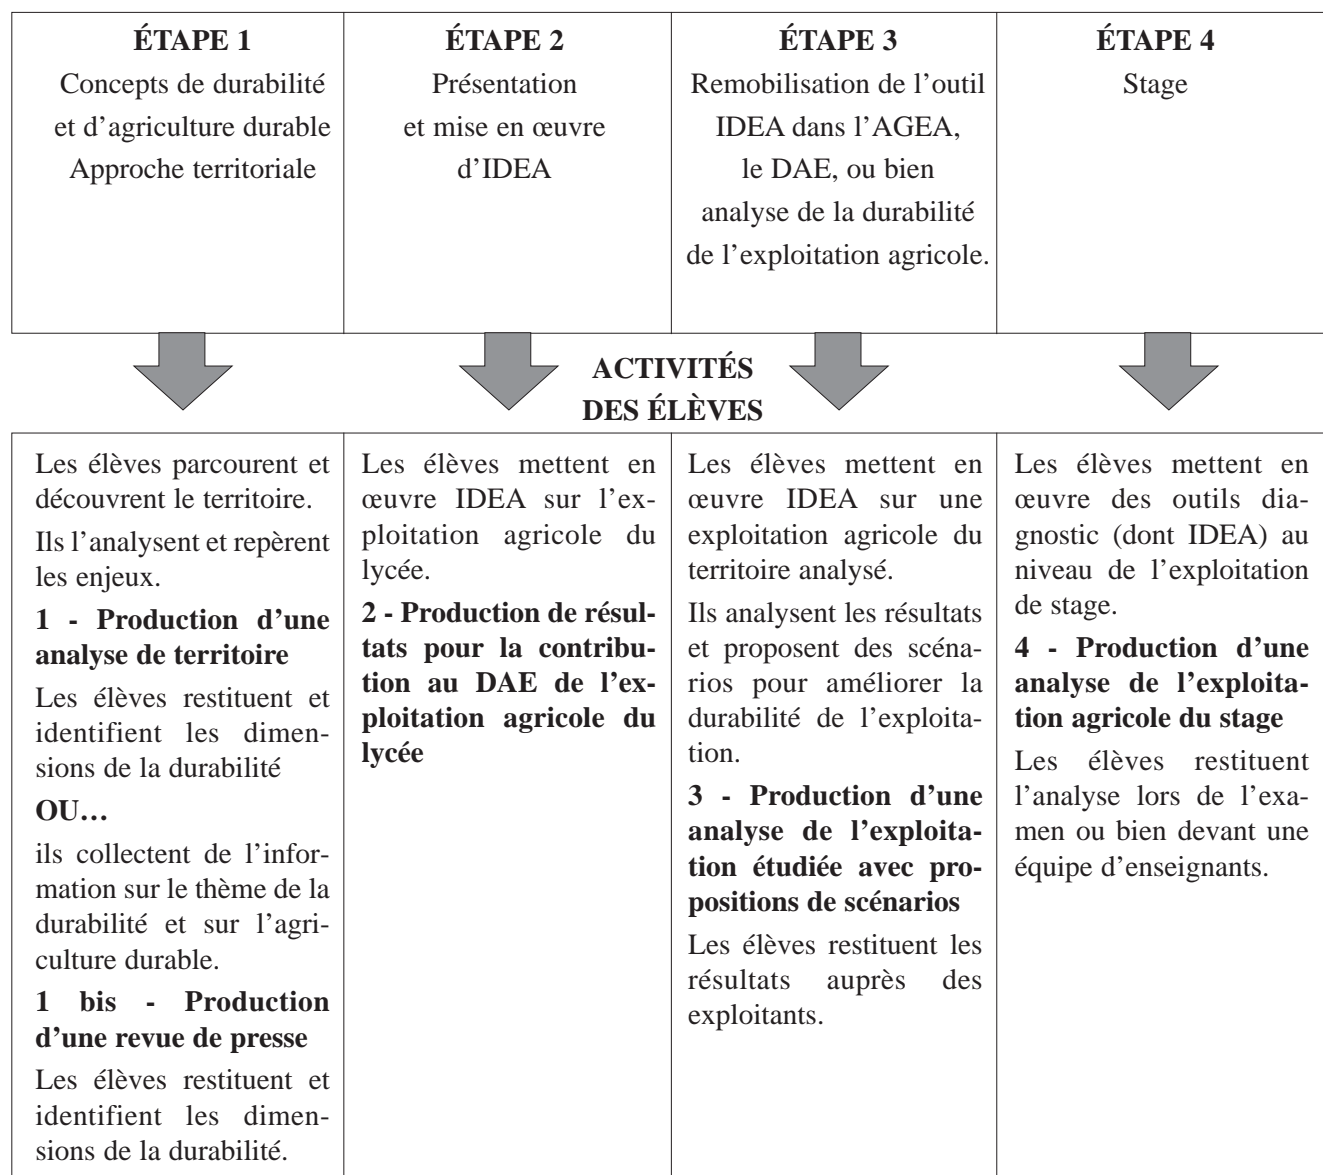 ÉTAPE 1
Concepts de durabilité
et d’agriculture durable
Approche territoriale
ÉTAPE 2
Présentation
et mise en œuvre
d’IDEA
ÉTAPE 3
Remobilisation de l’outil
IDEA dans l’AGEA,
le DAE, ou bien
analyse de la durabilité
de l’exploitation agricole.
ÉTAPE 4
Stage
ACTIVITÉS
DES ÉLÈVES
Les élèves parcourent et
découvrent le territoire.
Ils l’analysent et repèrent
les enjeux.
1 - Production d’une
analyse de territoire
Les élèves restituent et
identifient les dimen-
sions de la durabilité
OU…
ils collectent de l’infor-
mation sur le thème de la
durabilité et sur l’agri-
culture durable.
1 bis - Production
d’une revue de presse
Les élèves restituent et
identifient les dimen-
sions de la durabilité.
Les élèves mettent en
œuvre IDEA sur l’ex-
ploitation agricole du
lycée.
2 - Production de résul-
tats pour la contribu-
tion au DAE de l’ex-
ploitation agricole du
lycée
Les élèves mettent en
œuvre IDEA sur une
exploitation agricole du
territoire analysé.
Ils analysent les résultats
et proposent des scéna-
rios pour améliorer la
durabilité de l’exploita-
tion.
3 - Production d’une
analyse de l’exploita-
tion étudiée avec pro-
positions de scénarios
Les élèves restituent les
résultats auprès des
exploitants.
Les élèves mettent en
œuvre des outils dia-
gnostic (dont IDEA) au
niveau de l’exploitation
de stage.
4 - Production d’une
analyse de l’exploita-
tion agricole du stage
Les élèves restituent
l’analyse lors de l’exa-
men ou bien devant une
équipe d’enseignants.